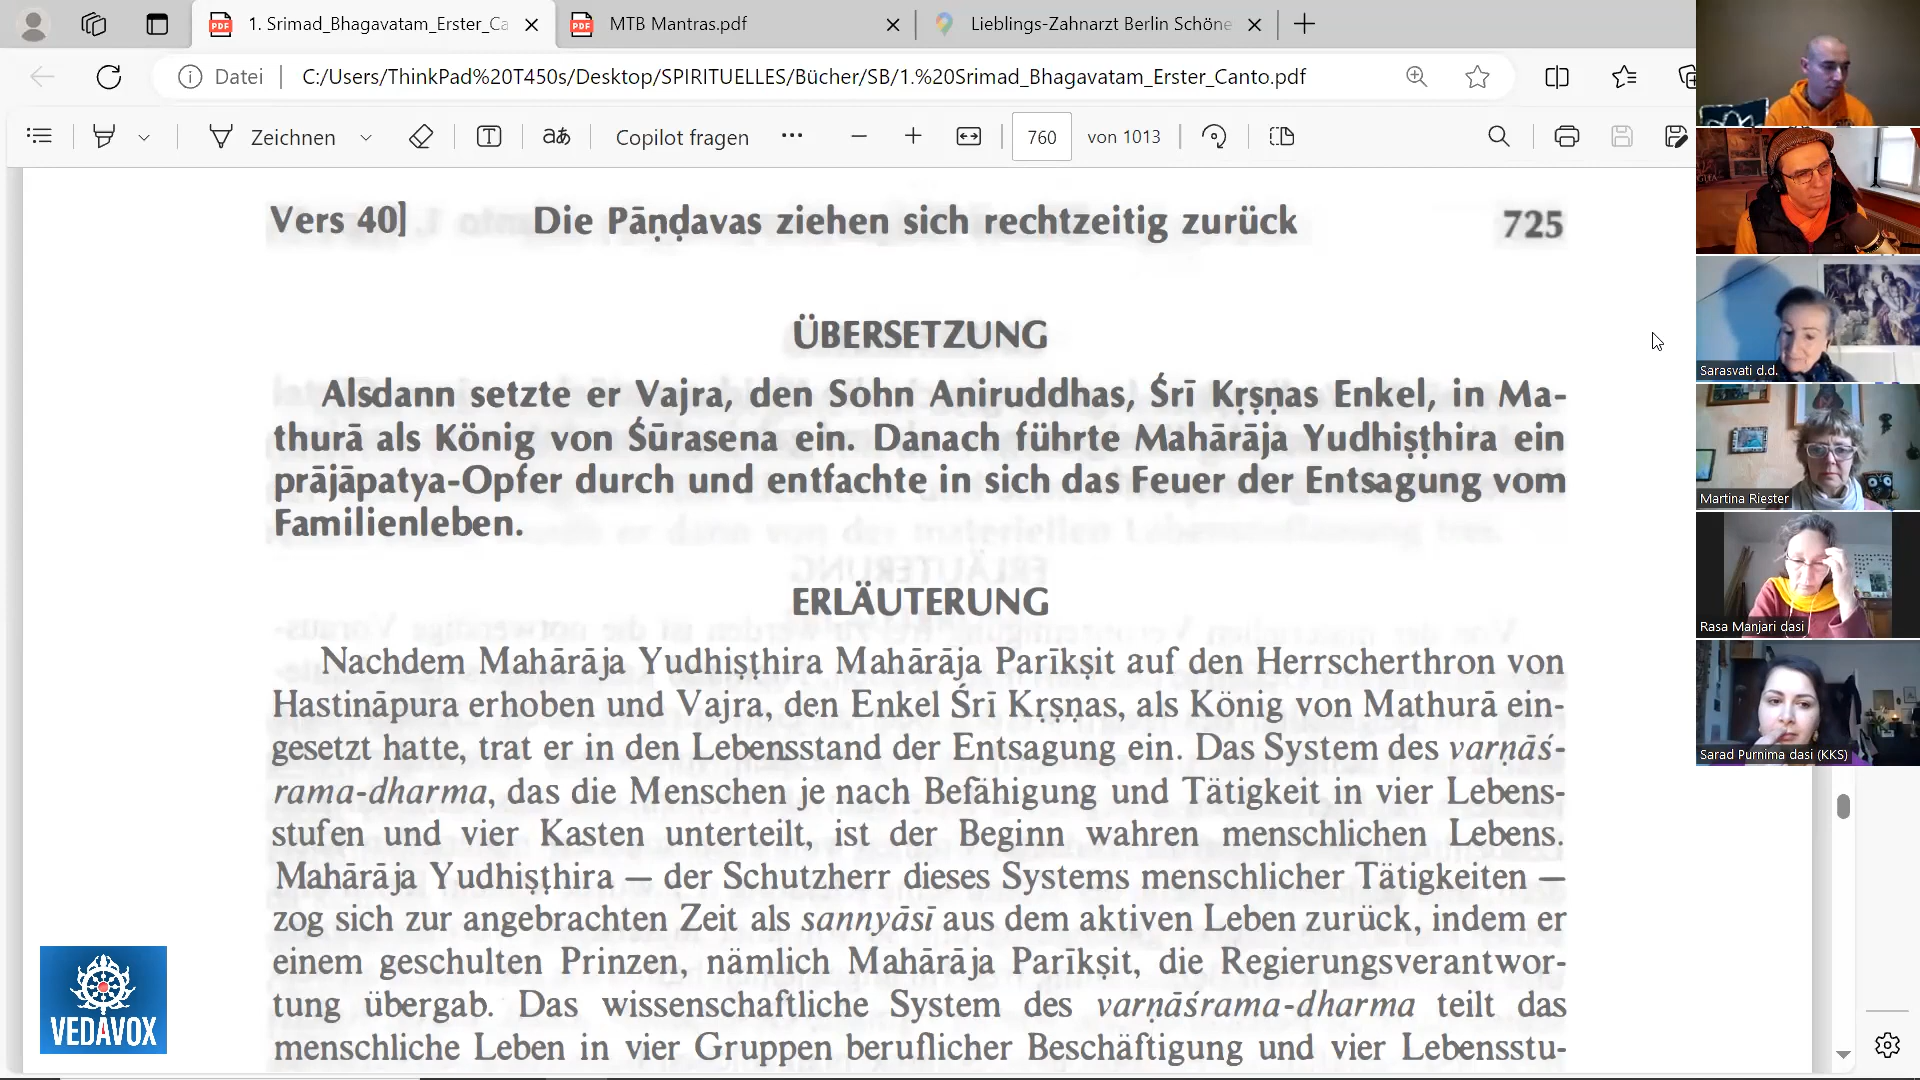 1. Srimad_Bhagavatam_Erster_Ca
MTB Mantras.pdf
Lieblings-Zahnarzt Berlin Schöne
Datei
C:/Users/ThinkPad%20T450s/Desktop/SPIRITUELLES/Bücher/SB/1.%20Srimad_Bhagavatam_Erster_Canto.pdf
Zeichnen
aあ
Copilot fragen
760 von 1013
Vers 40] Die Pāṇḍavas ziehen sich rechtzeitig zurück 725
ÜBERSETZUNG
Alsdann setzte er Vajra, den Sohn Aniruddhas, Śrī Kṛṣṇas Enkel, in Ma-
thurā als König von Śūrasena ein. Danach führte Mahārāja Yudhiṣṭhira ein
prājāpatya-Opfer durch und entfachte in sich das Feuer der Entsagung vom
Familienleben.
ERLÄUTERUNG
Nachdem Mahārāja Yudhiṣṭhira Mahārāja Parīkṣit auf den Herrscherthron von
Hastināpura erhoben und Vajra, den Enkel Śrī Kṛṣṇas, als König von Mathurā ein-
gesetzt hatte, trat er in den Lebensstand der Entsagung ein. Das System des varṇāś-
rama-dharma, das die Menschen je nach Befähigung und Tätigkeit in vier Lebens-
stufen und vier Kasten unterteilt, ist der Beginn wahren menschlichen Lebens.
Mahārāja Yudhiṣṭhira — der Schutzherr dieses Systems menschlicher Tätigkeiten —
zog sich zur angebrachten Zeit als sannyāsī aus dem aktiven Leben zurück, indem er
einem geschulten Prinzen, nämlich Mahārāja Parīkṣit, die Regierungsverantwor-
tung übergab. Das wissenschaftliche System des varṇāśrama-dharma teilt das
menschliche Leben in vier Gruppen beruflicher Beschäftigung und vier Lebensstu-
VEDAVOX
Sarasvati d.d.
Martina Riester
Rasa Manjari dasi
Sarad Purnima dasi (KKS)